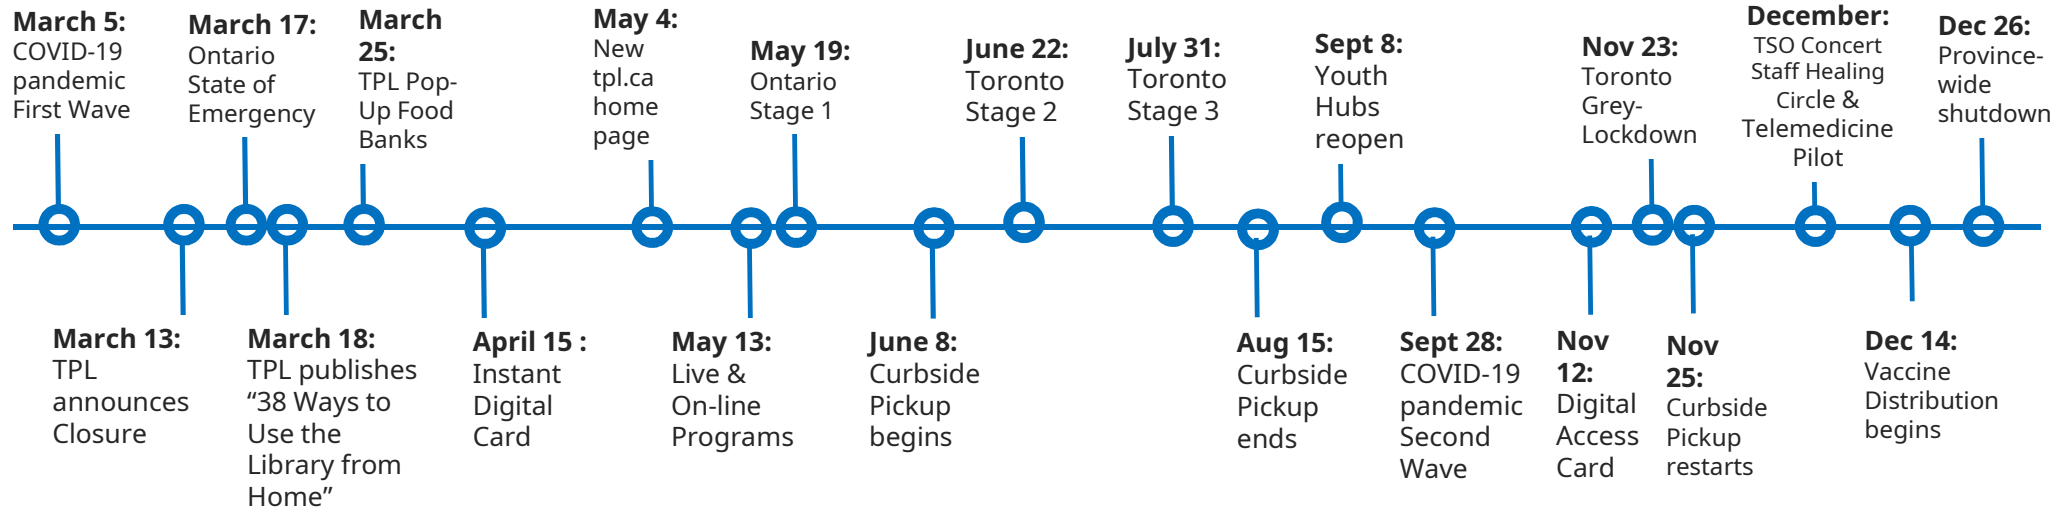 March 5:
COVID-19
pandemic
First Wave
March 13:
TPL
announces
Closure
March 17:
Ontario
State of
Emergency
March 18:
TPL publishes
“38 Ways to
Use the
Library from
Home”
March
25:
TPL Pop-
Up Food
Banks
April 15 :
Instant
Digital
Card
May 4:
New
tpl.ca
home
page
May 13:
Live &
On-line
Programs
May 19:
Ontario
Stage 1
June 8:
Curbside
Pickup
begins
June 22:
Toronto
Stage 2
July 31:
Toronto
Stage 3
Aug 15:
Curbside
Pickup
ends
Sept 8:
Youth
Hubs
reopen
Sept 28:
COVID-19
pandemic
Second
Wave
Nov
12:
Digital
Access
Card
Nov 23:
Toronto
Grey-
Lockdown
Nov
25:
Curbside
Pickup
restarts
December:
TSO Concert
Staff Healing
Circle &
Telemedicine
Pilot
Dec 14:
Vaccine
Distribution
begins
Dec 26:
Province-
wide
shutdown